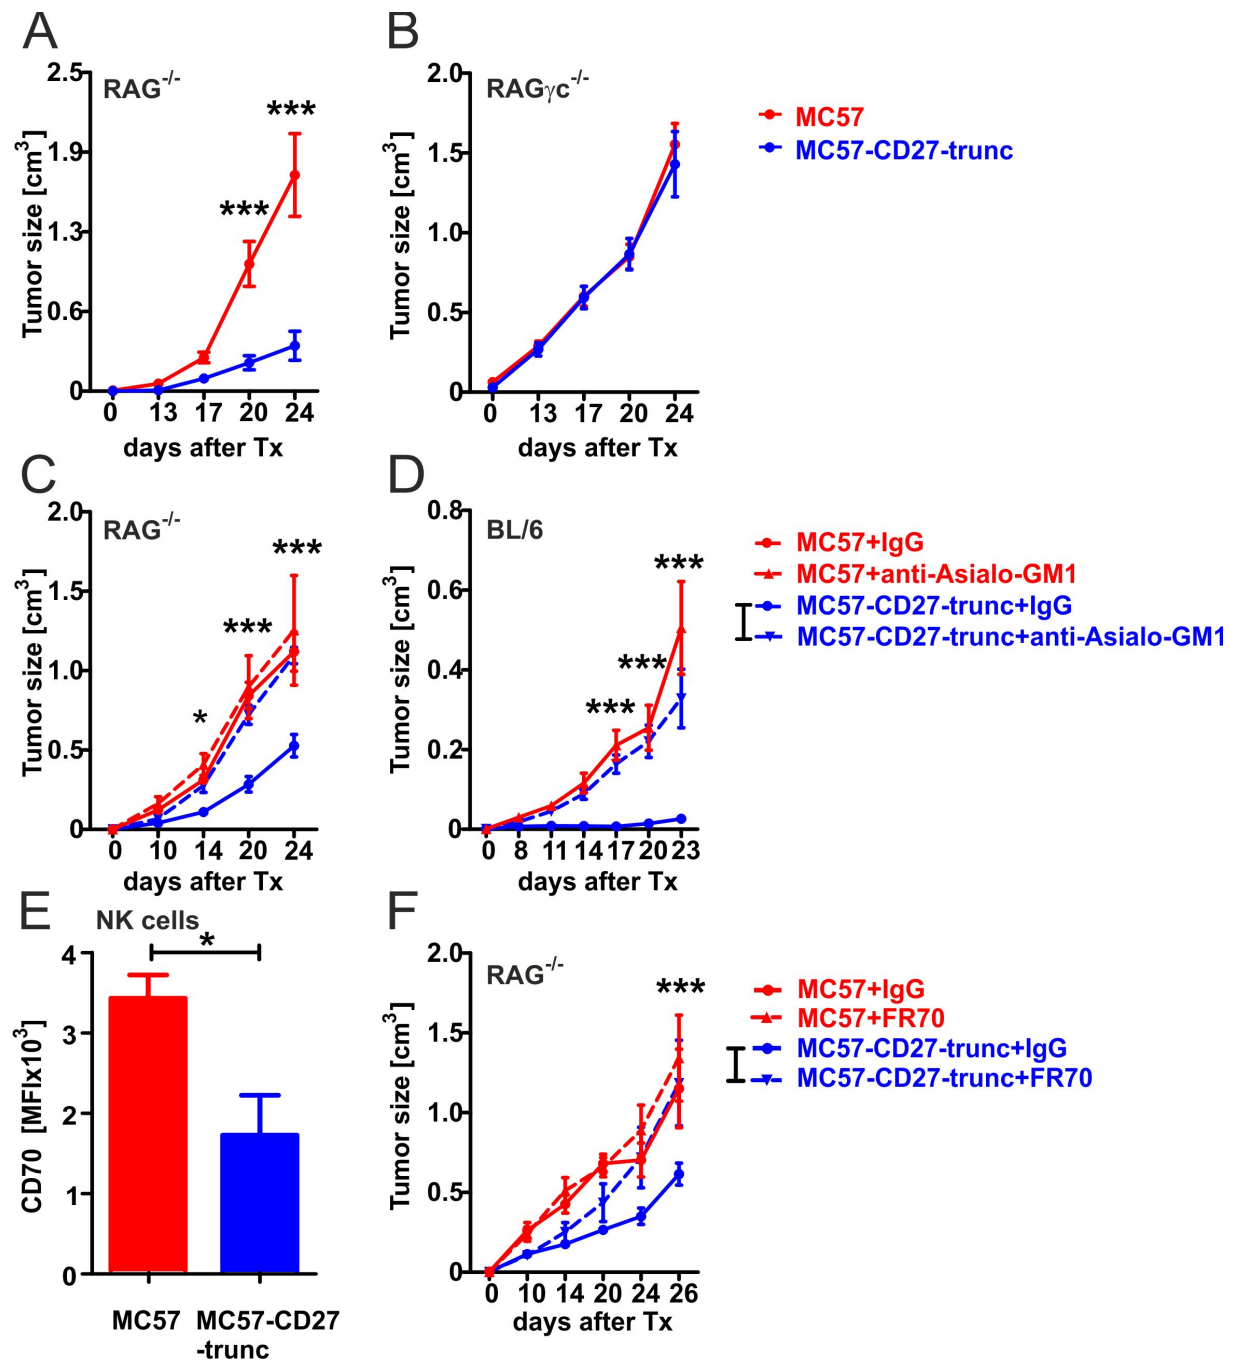 A
RAG-/-
2.5
1.9
1.3
0.6
0
Tumor size [cm3]
***
***
0 13 17 20 24
days after Tx
B
RAGγc-/-
2.0
1.5
1.0
0.5
0
Tumor size [cm3]
0 13 17 20 24
days after Tx
MC57
MC57-CD27-trunc
C
RAG-/-
2.0
1.5
1.0
0.5
0
Tumor size [cm3]
*
***
***
0 10 14 20 24
days after Tx
D
BL/6
0.8
0.6
0.4
0.2
0
Tumor size [cm3]
***
***
***
0 8 11 14 17 20 23
days after Tx
MC57+IgG
MC57+anti-Asialo-GM1
MC57-CD27-trunc+IgG
MC57-CD27-trunc+anti-Asialo-GM1
E
NK cells
*
4
3
2
1
0
CD70 [MFIx103]
MC57 MC57-CD27
-trunc
F
RAG-/-
2.0
1.5
1.0
0.5
0
Tumor size [cm3]
***
0 10 14 20 24 26
days after Tx
MC57+IgG
MC57+FR70
MC57-CD27-trunc+IgG
MC57-CD27-trunc+FR70